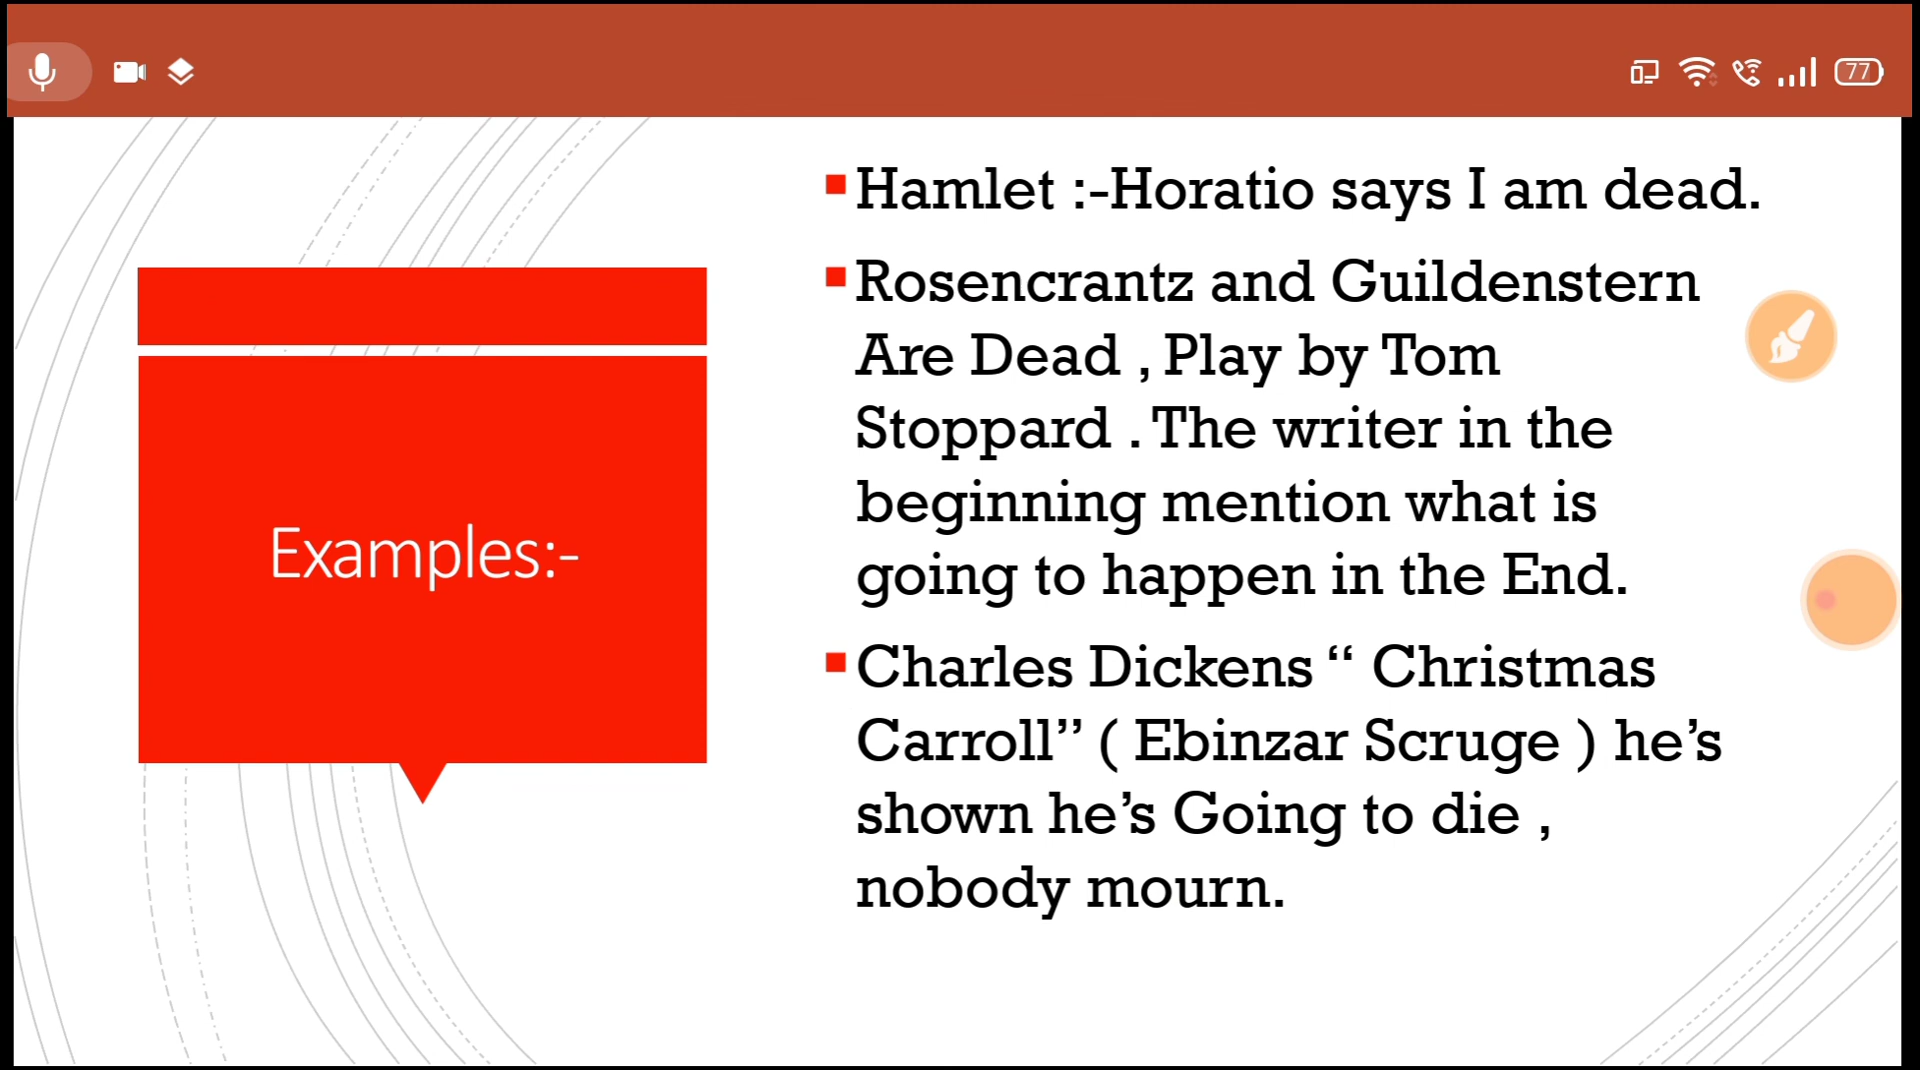 77
Examples:-
Hamlet :-Horatio says I am dead.
Rosencrantz and Guildenstern
Are Dead , Play by Tom
Stoppard . The writer in the
beginning mention what is
going to happen in the End.
Charles Dickens “ Christmas
Carroll” ( Ebinzar Scruge ) he’s
shown he’s Going to die ,
nobody mourn.